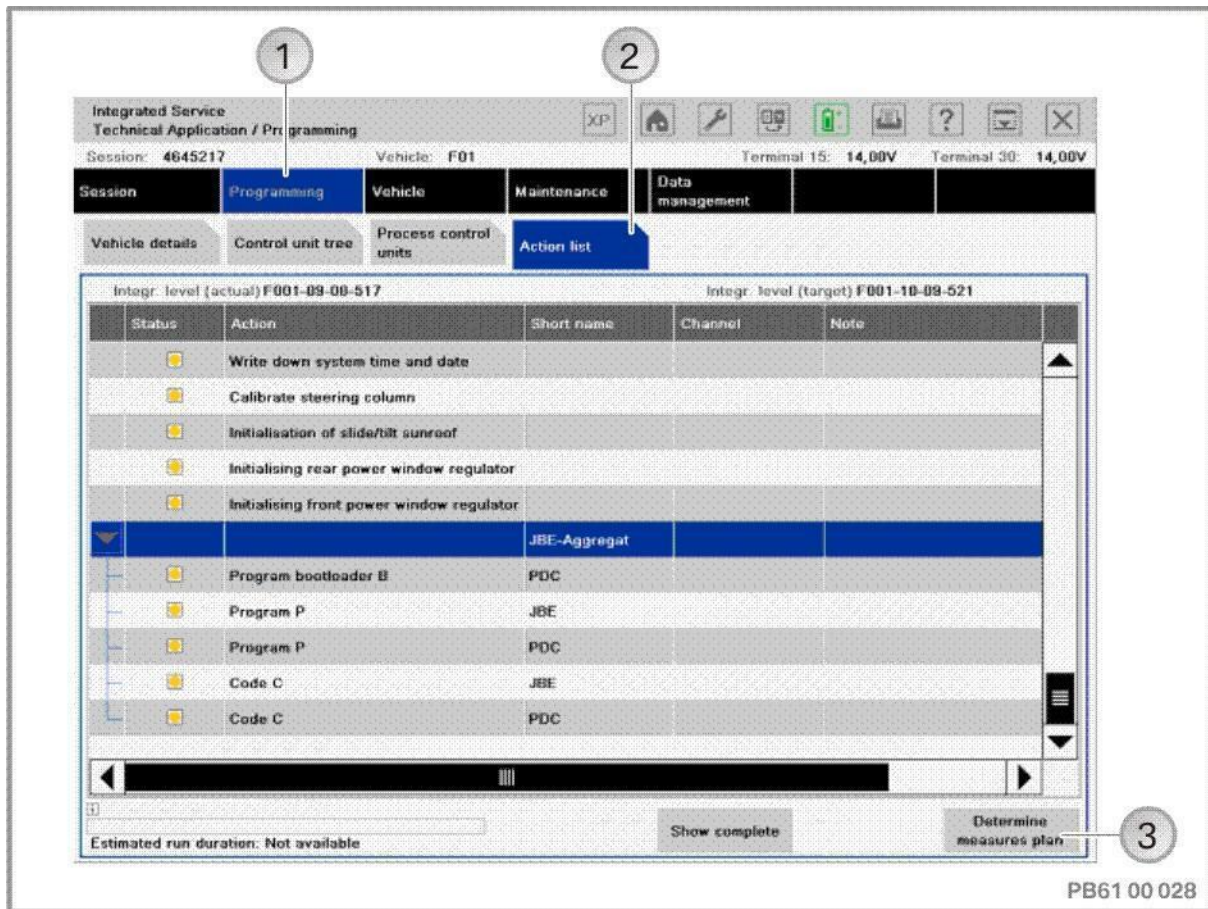 1
2
Integrated Service
Technical Application / Programming
XP
?
Session: 4645217
Vehicle: F01
Terminal 15: 14,00V
Terminal 30: 14,00V
Session
Programming
Vehicle
Maintenance
Data
management
Vehicle details
Control unit tree
Process control
units
Action list
Integr. level (actual) F001-09-08-517
Integr. level (target) F001-10-09-521
Status
Action
Short name
Channel
Note
Write down system time and date
Calibrate steering column
Initialisation of slide/tilt sunroof
Initialising rear power window regulator
Initialising front power window regulator
JBE-Aggregat
Program bootloader B PDC
Program P JBE
Program P PDC
Code C JBE
Code C PDC
Estimated run duration: Not available
Show complete
Determine
measures plan
3
PB61 00 028